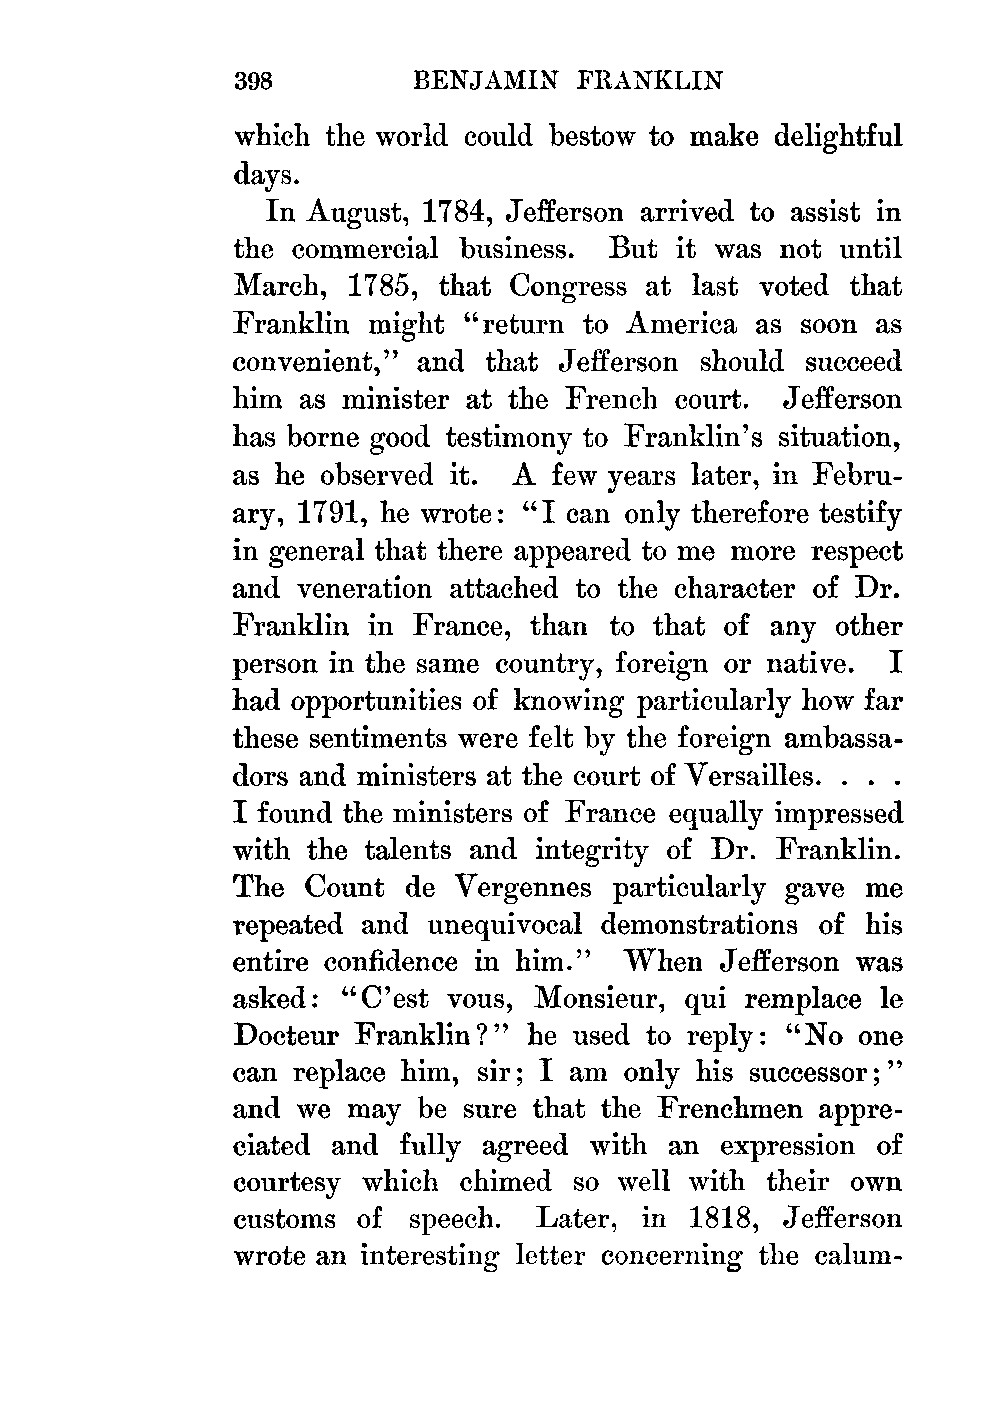 398 BENJAMIN FRANKLIN
which the world could bestow to make delightful
days.
In August, 1784, Jefferson arrived to assist in
the commercial business. But it was not until
March, 1785, that Congress at last voted that
Franklin might “return to America as soon as
convenient,” and that Jefferson should succeed
him as minister at the French court. Jefferson
has borne good testimony to Franklin’s situation,
as he observed it. A few years later, in Febru-
ary, 1791, he wrote: “I can only therefore testify
in general that there appeared to me more respect
and veneration attached to the character of Dr.
Franklin in France, than to that of any other
person in the same country, foreign or native. I
had opportunities of knowing particularly how far
these sentiments were felt by the foreign ambassa-
dors and ministers at the court of Versailles. . . .
I found the ministers of France equally impressed
with the talents and integrity of Dr. Franklin.
The Count de Vergennes particularly gave me
repeated and unequivocal demonstrations of his
entire confidence in him.” When Jefferson was
asked: “C’est vous, Monsieur, qui remplace le
Docteur Franklin?” he used to reply: “No one
can replace him, sir; I am only his successor;”
and we may be sure that the Frenchmen appre-
ciated and fully agreed with an expression of
courtesy which chimed so well with their own
customs of speech. Later, in 1818, Jefferson
wrote an interesting letter concerning the calum-